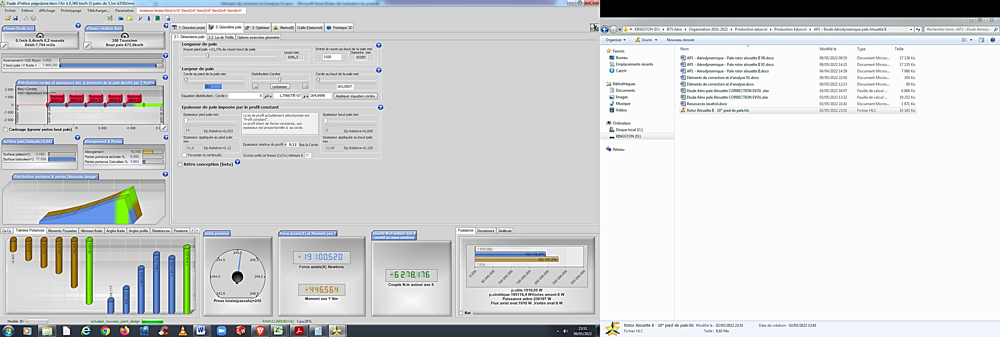 Etude d'hélice propulsive dans l'Air à 0,360 km/h (3 pales de 5,1m à350t/mn)
Fichier Edition Affichage Prototypage Télécharger... Parametres Incidences forcées:Elem(1)=10° Elem(2)=9° Elem(3)=8° Elem(5)=6° Elem(6)=5°
Vitesse fluide m/s
0,1m/s 0,4km/h 0,2 noeuds
Débit:7,794 m3/s
Vitesse rotation Rpm
350 Tours/mn
Bout pale:672,9km/h
Avancement= V/(D.Rps)= 0,002
V bout pale / V fluide = 1 869,250
Distribution cordes et epaisseurs des 6 éléments de la pale decrits par 7 Profils
Bleu=Cordes
Vert=épaisseurs trouvées
2 000
1 000
0
-1 000
-2 000
Rupture élém.1
Rupture élém.2
Rupture élém.3
Rupture élém.4
Rupture élém.5
Axe rotation
3 000 4 000
Carénage (ignorer pertes bout pale)
Surface pale/balayée=0,041
Surface pales(m²): 3,183
Surface balayée(m²): 77,936
Allongement & Pertes
Allongement: 15,108
Pertes portance estimée %: 0,000
Pertes portance Calculées %: 3,663
Distribution portance & pertes (Nouveau design)
1: Données projet 2: Géométrie pale 3: Optimiser Alertes(8) Outils (Optionnel) Prototype 3D
2.1: Dimensions pale 2.2: Loi de Profils Options avancées géometrie
Longueur de pale
Rayon pied pale =21,5% du rayon bout de pale
rayon mm
1096,5
Entrer le rayon au bout de la pale mm
5100
Diametre mm
10200
Largeur de pale
Corde au pied de la pale mm
265
Distribution Cordes
Linéariser
Corde au bout de la pale mm
265,0007
Equation distribution: Corde= 0 .r²+ 1,756677E-07 .r+ 264,9998 Appliquer équation cordes
Epaisseur de pale imposée par le profil constant
Epaisseur pied pale mm
14 Ep.Relative=0,053
La loi de profil actuellement sélectionnée est
"Profil constant".
Le profil étant de forme constante, son
epaisseur est proportionelle à sa corde.
Epaisseur bout pale mm
2 Ep.Relative=0,008
Epaisseur appliquée au pied pale mm
31,8 Ep.Relative=0,12
Epaisseur relative du profil = 0,12 fois la Corde
Epaisseur appliquée au bout pale mm
31,80 Ep.Relative=0,120
Favoriser la continuité.
Exclure profils de finesse (Cz/Cx) inferieure à: 77
Rétro conception (beta)
Cx Cz Trainées Portances Moments Poussées Vittesses fluide Angles fluide Angles profils Résistances Pressions
-4,400
-8,039
-11,039
-13,470
-19,286
-26,083
296,775
600,707
1 093,555
1 442,776
1 351,059
1 614,231
Delta pression
243,5
244,0
244,5
245,0
245,5
246,0
246,5
Press totale(pascals)=245
Force axiale(X) et Moment axe Y
-19 100,520
Force axiale(X) Newtons
-446,564
Moment axe Y Nm
Couple N.m autour axe X
relatif au sens rotation
-6 278,176
Couple N.m autour axe X
Puissance Rendement Similitude
1 910,052
195 116,375
230 107,208
7,976
0,000
50 000,000
100 000,000
150 000,000
200 000,000
250 000,000
300 000,000
p.utile:1910,05 W
p.cinétique:195116,4 WVortex amont:0 W
Puissance arbre:230107 W
Flux axial aval:1910 W ,Vortex aval:8 W
Kw
Modèle 3D: actualisé_nouveau_point_design RAM:11268MB(Ok) Cpu:28%
23:51
09/05/2022
KINGSTON (D:) BTS Aéro Organisation 2021-2022 Production eduscol Production Eduscol AP1 - Etude Aérodynamique pale Alouette II
Rechercher dans : AP1 - Etude Aérody...
Organiser Ouvrir Nouveau dossier
Favoris
Bureau
Emplacements récents
Catch!
Bibliothèques
Documents
Images
Musique
Vidéos
Ordinateur
Disque local (C:)
KINGSTON (D:)
Réseau
Nom Modifié le Type Taille
AP1 - Aérodynamique - Pale rotor alouette II V0.docx 09/05/2022 09:55 Document Micros... 17 136 Ko
AP1 - Aérodynamique - Pale rotor alouette II V1.docx 09/05/2022 14:21 Document Micros... 17 155 Ko
AP1 - Aérodynamique - Pale rotor alouette II.docx 04/04/2022 14:59 Document Micros... 7 986 Ko
Eléments de correction et d'analyse V1.docx 09/05/2022 22:50 Document Micros... 204 Ko
Eléments de correction et d'analyse.docx 09/05/2022 12:13 Document Micros... 89 Ko
Etude Aéro pale Alouette CORRECTION EVO1 .xlsx 04/05/2022 16:57 Feuille de calcul ... 6 888 Ko
Etude Aéro pale Alouette CORRECTION EVO1.xlsx 03/05/2022 13:32 Feuille de calcul ... 19 252 Ko
Ressources Javafoil.docx 03/05/2022 22:41 Document Micros... 1 871 Ko
Rotor Alouette II - 10° pied de pale.hlc 02/05/2022 23:51 Fichier HLC 10 165 Ko
Rotor Alouette II - 10° pied de pale.hlc Modifié le : 02/05/2022 23:51 Date de création : 02/05/2022 13:41
Fichier HLC Taille : 9,92 Mo